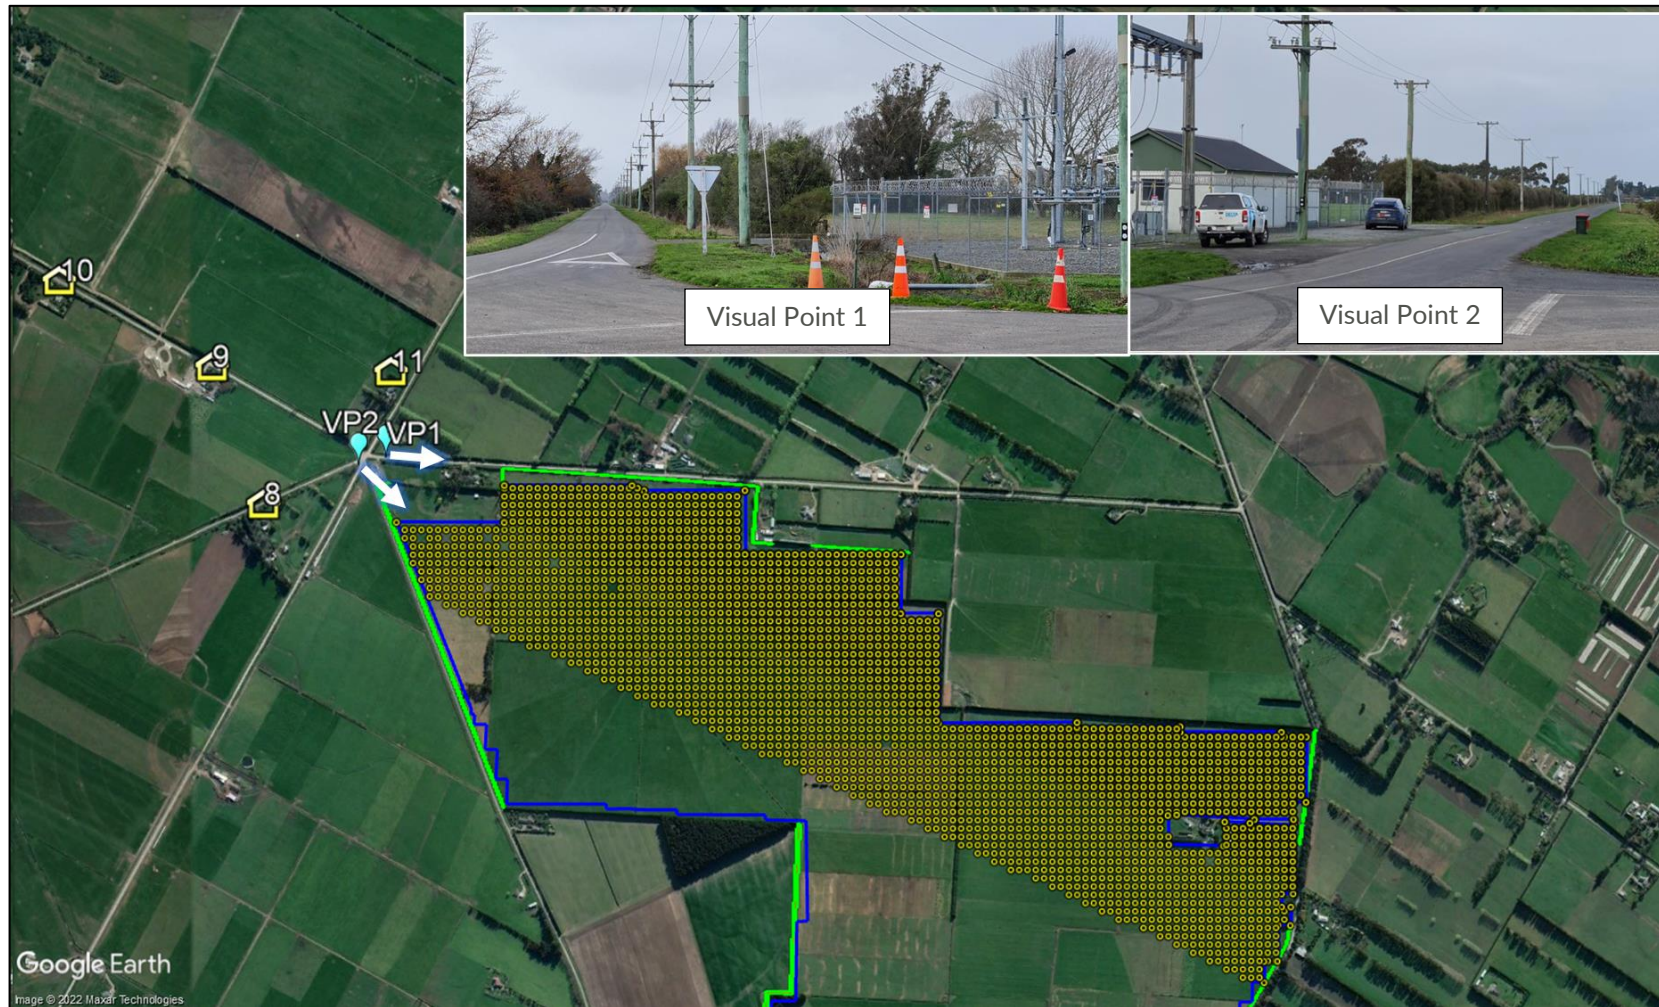 Visual Point 1
Visual Point 2
10
9
11
VP2
VP1
8
Google Earth
Image © 2022 Maxar Technologies